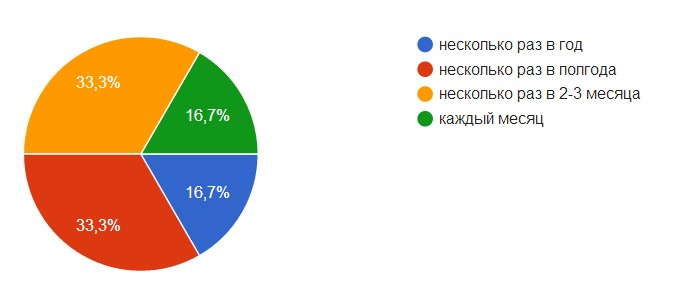 несколько раз в год
несколько раз в полгода
несколько раз в 2-3 месяца
каждый месяц
33,3%
16,7%
16,7%
33,3%